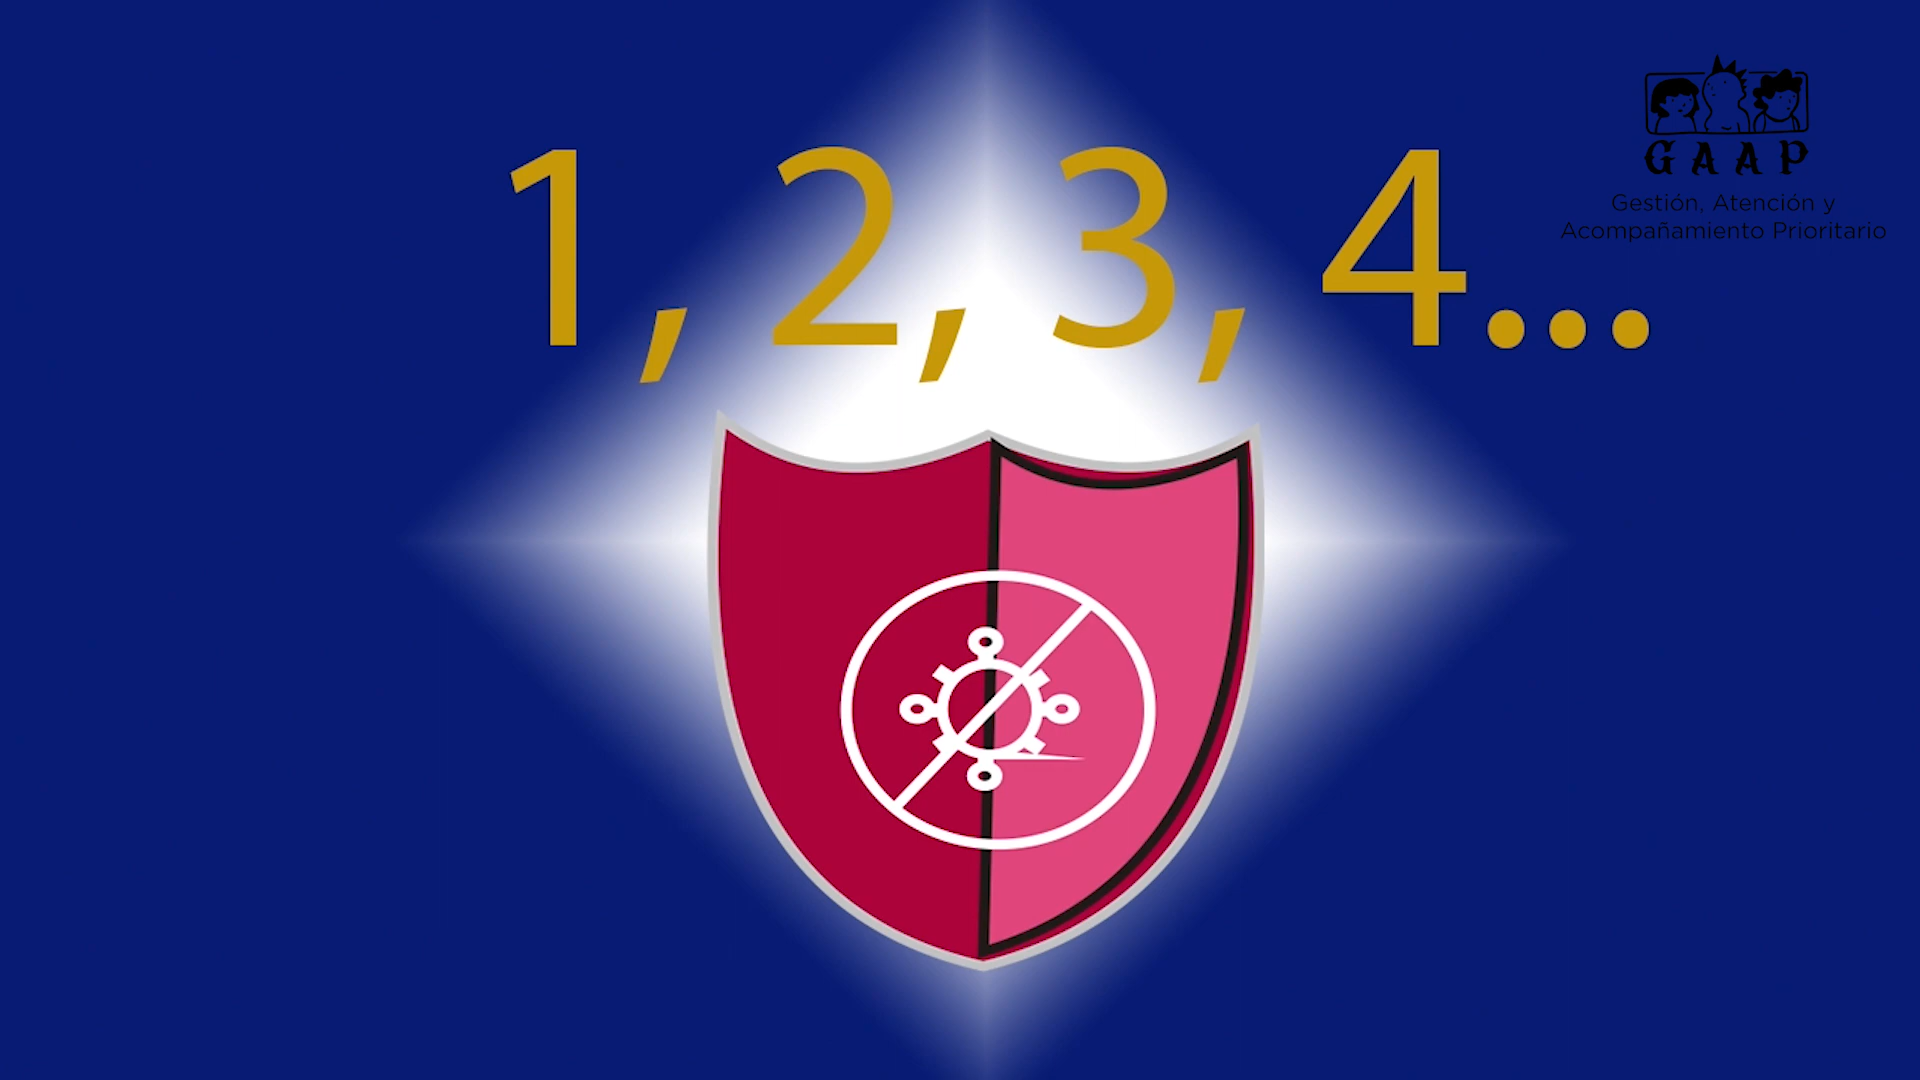 1, 2, 3, 4...
GAAP
Gestión, Atención y
Acompañamiento Prioritario